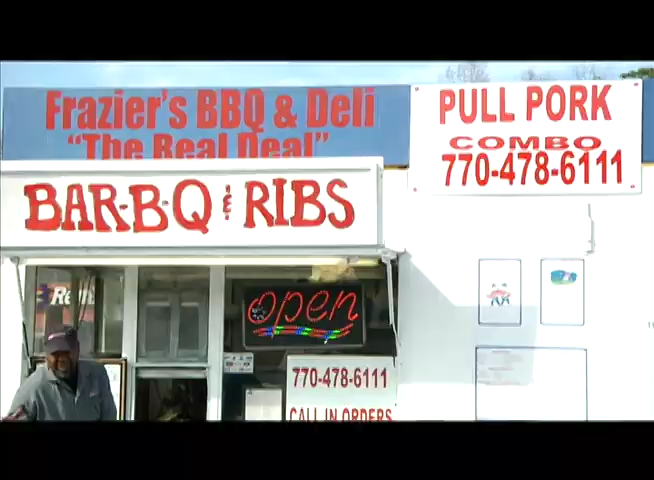 Frazier's BBQ & Deli
"The Real Deal"
PULL PORK
COMBO
770-478-6111
BAR-B-Q & RIBS
open
770-478-6111
CALL IN ORDERS